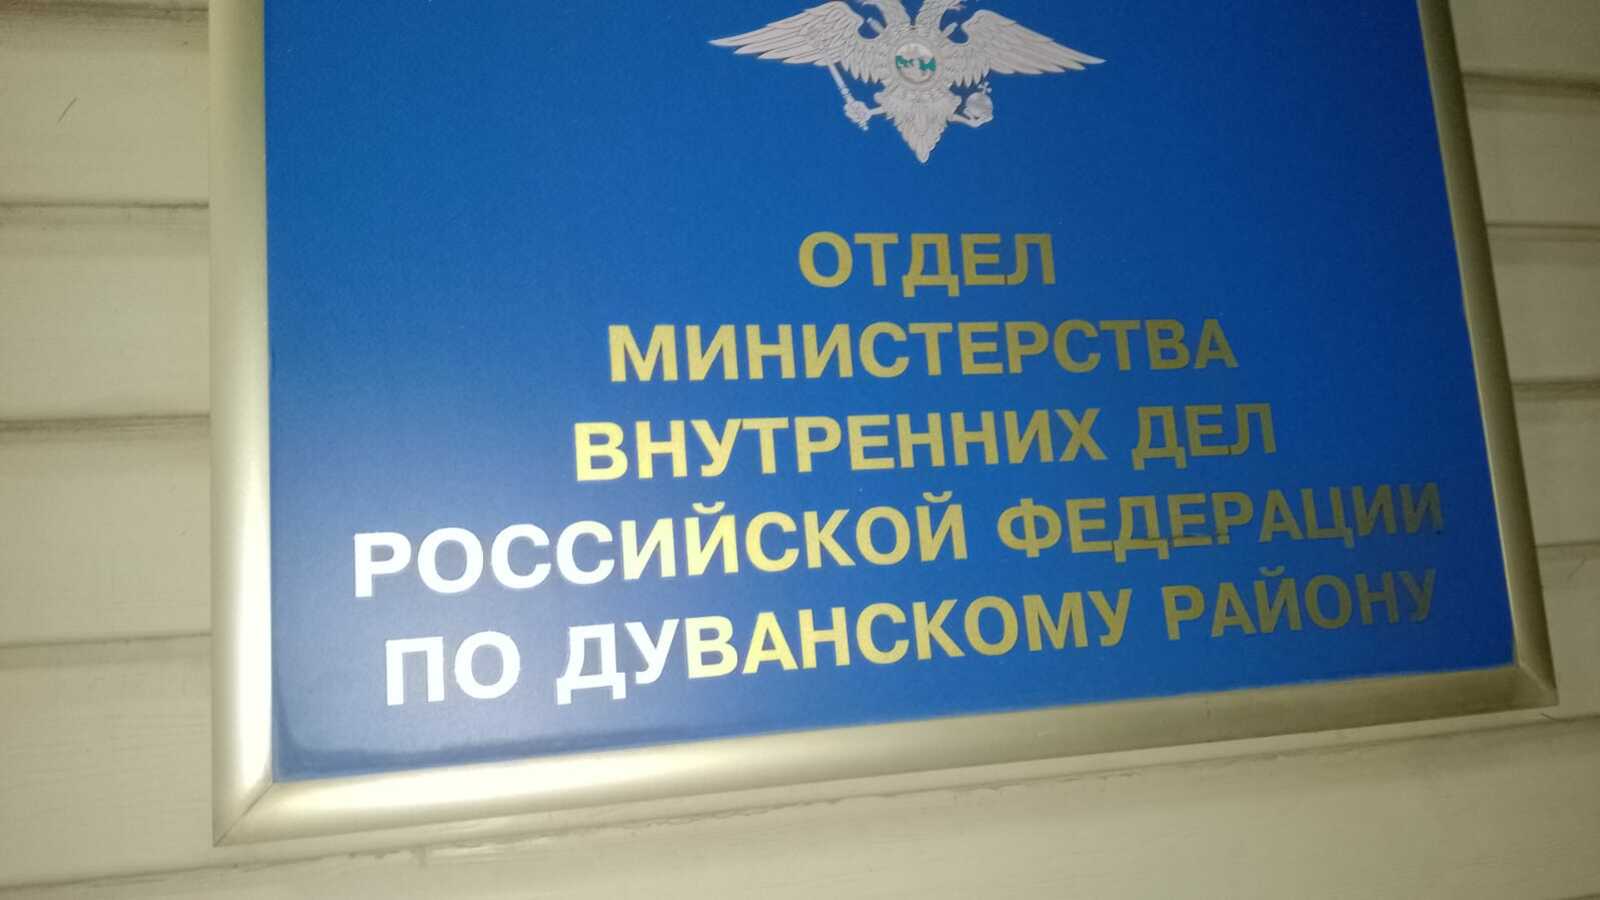 ОТДЕЛ
МИНИСТЕРСТВА
ВНУТРЕННИХ ДЕЛ
РОССИЙСКОЙ ФЕДЕРАЦИИ
ПО ДУВАНСКОМУ РАЙОНУ